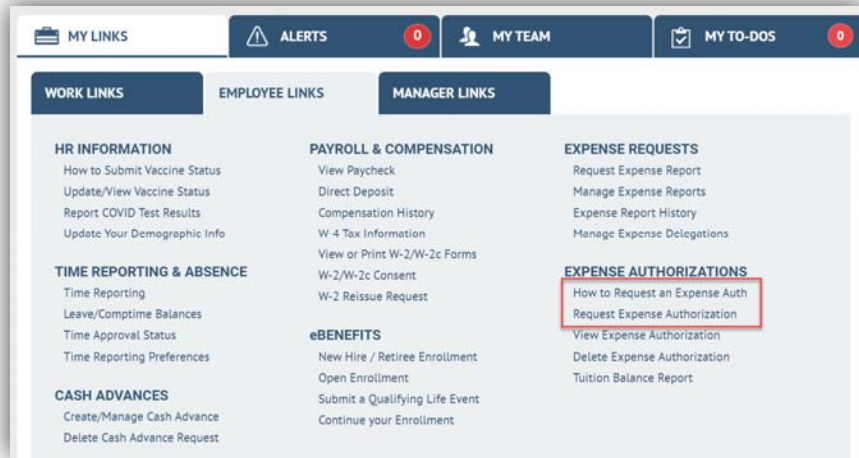 MY LINKS
ALERTS
0
MY TEAM
MY TO-DOS
0
WORK LINKS
EMPLOYEE LINKS
MANAGER LINKS
HR INFORMATION
How to Submit Vaccine Status
Update/View Vaccine Status
Report COVID Test Results
Update Your Demographic Info
TIME REPORTING & ABSENCE
Time Reporting
Leave/Comptime Balances
Time Approval Status
Time Reporting Preferences
CASH ADVANCES
Create/Manage Cash Advance
Delete Cash Advance Request
PAYROLL & COMPENSATION
View Paycheck
Direct Deposit
Compensation History
W-4 Tax Information
View or Print W-2/W-2c Forms
W-2/W-2c Consent
W-2 Reissue Request
eBENEFITS
New Hire / Retiree Enrollment
Open Enrollment
Submit a Qualifying Life Event
Continue your Enrollment
EXPENSE REQUESTS
Request Expense Report
Manage Expense Reports
Expense Report History
Manage Expense Delegations
EXPENSE AUTHORIZATIONS
How to Request an Expense Auth
Request Expense Authorization
View Expense Authorization
Delete Expense Authorization
Tuition Balance Report